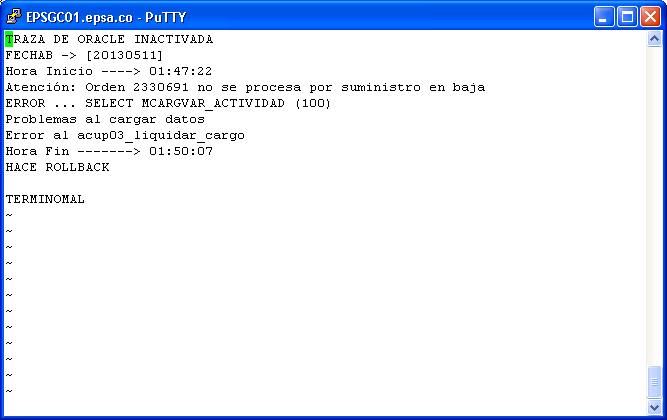 EPSGC01.epsa.co - PuTTY
TRAZA DE ORACLE INACTIVADA
FECHAB -> [20130511]
Hora Inicio ----> 01:47:22
Atención: Orden 2330691 no se procesa por suministro en baja
ERROR ... SELECT MCARGVAR_ACTIVIDAD (100)
Problemas al cargar datos
Error al acup03_liquidar_cargo
Hora Fin -------> 01:50:07
HACE ROLLBACK
TERMINOMAL
~
~
~
~
~
~
~
~
~
~
~
~